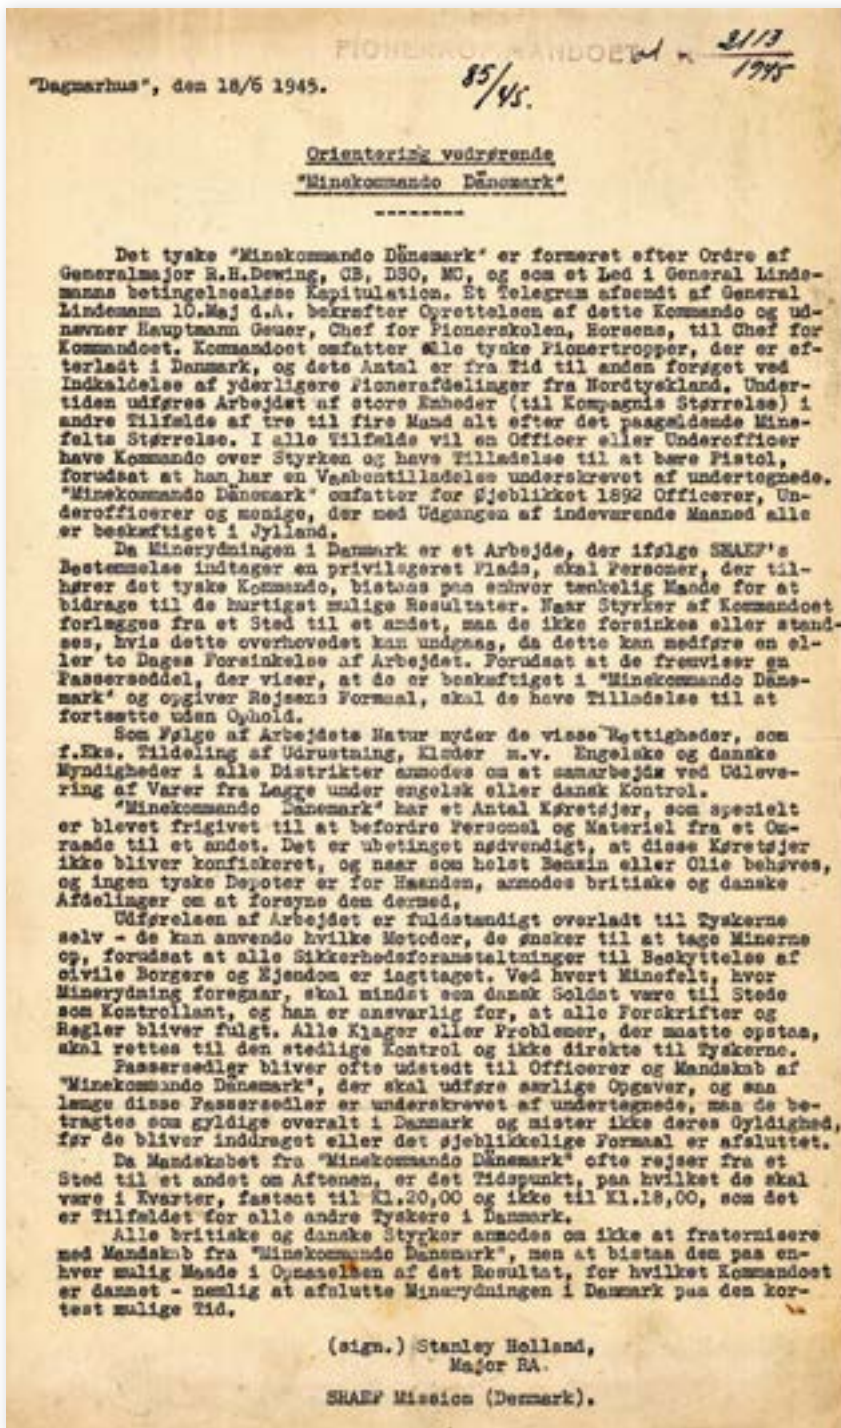 PIONERKOMMANDOET
2113
1945
"Dagmarhus", den 18/6 1945.
85/45.
Orientering vedrørende
"Minekommando Dänemark"
---------
Det tyske "Minekommando Dänemark" er formeret efter Ordre af
Generalmajor R.H.Dewing, CB, DSO, MC, og som et Led i General Linde-
manns betingelsesløse Kapitulation. Et Telegram afsendt af General
Lindemann 10.Maj d.A. bekræfter Oprettelsen af dette Kommando og ud-
nævner Hauptmann Geuer, Chef for Pionerskolen, Horsens, til Chef for
Kommandoet. Kommandoet omfatter alle tyske Pionertropper, der er ef-
terladt i Danmark, og dets Antal er fra Tid til anden forøget ved
Indkaldelse af yderligere Pionerafdelinger fra Nordtyskland. Under-
tiden udføres Arbejdet af store Enheder (til Kompagnis Størrelse) i
andre Tilfælde af tre til fire Mand alt efter det paagældende Mine-
felts Størrelse. I alle Tilfælde vil en Officer eller Underofficer
have Kommando over Styrken og have Tilladelse til at bære Pistol,
forudsat at han har en Vaabentilladelse underskrevet af undertegnede.
"Minekommando Dänemark" omfatter for Øjeblikket 1892 Officerer, Un-
derofficerer og menige, der med Udgangen af indeværende Maaned alle
er beskæftiget i Jylland.
Da Minerydningen i Danmark er et Arbejde, der ifølge SHAEF's
Bestemmelse indtager en privilegeret Plads, skal Personer, der til-
hører det tyske Kommando, bistaas paa enhver tænkelig Maade for at
bidrage til de hurtigst mulige Resultater. Naar Styrker af Kommandoet
forlægges fra et Sted til et andet, maa de ikke forsinkes eller stand-
ses, hvis dette overhovedet kan undgaas, da dette kan medføre en el-
ler to Dages Forsinkelse af Arbejdet. Forudsat at de fremviser en
Passerseddel, der viser, at de er beskæftiget i "Minekommando Däne-
mark" og opgiver Rejsens Formaal, skal de have Tilladelse til at
fortsætte uden Ophold.
Som Følge af Arbejdets Natur nyder de visse Rettigheder, som
f.Eks. Tildeling af Udrustning, Klæder m.v. Engelske og danske
Myndigheder i alle Distrikter anmodes om at samarbejde ved Udleve-
ring af Varer fra Lagre under engelsk eller dansk Kontrol.
"Minekommando Dänemark" har et Antal Køretøjer, som specielt
er blevet frigivet til at befordre Personel og Materiel fra et Om-
raade til et andet. Det er ubetinget nødvendigt, at disse Køretøjer
ikke bliver konfiskeret, og naar som helst Benzin eller Olie behøves,
og ingen tyske Depoter er for Haanden, anmodes britiske og danske
Afdelinger om at forsyne dem dermed.
Udførelsen af Arbejdet er fuldstændigt overladt til Tyskerne
selv - de kan anvende hvilke Metoder, de ønsker til at tage Minerne
op, forudsat at alle Sikkerhedsforanstaltninger til Beskyttelse af
civile Borgere og Ejendom er iagttaget. Ved hvert Minefelt, hvor
Minerydning foregaar, skal mindst een dansk Soldat være til Stede
som Kontrollant, og han er ansvarlig for, at alle Forskrifter og
Regler bliver fulgt. Alle Klager eller Problemer, der maatte opstaa,
skal rettes til den stedlige Kontrol og ikke direkte til Tyskerne.
Passersedler bliver ofte udstedt til Officerer og Mandskab af
"Minekommando Dänemark", der skal udføre særlige Opgaver, og saa
længe disse Passersedler er underskrevet af undertegnede, maa de be-
tragtes som gyldige overalt i Danmark og mister ikke deres Gyldighed,
før de bliver inddraget eller det øjeblikkelige Formaal er afsluttet.
Da Mandskabet fra "Minekommando Dänemark" ofte rejser fra et
Sted til et andet om Aftenen, er det Tidspunkt, paa hvilket de skal
være i Kvarter, fastsat til Kl.20,00 og ikke til Kl.18,00, som det
er Tilfældet for alle andre Tyskere i Danmark.
Alle britiske og danske Styrker anmodes om ikke at fraternisere
med Mandskab fra "Minekommando Dänemark", men at bistaa dem paa en-
hver mulig Maade i Opnaaelsen af det Resultat, for hvilket Kommandoet
er dannet - nemlig at afslutte Minerydningen i Danmark paa den kor-
test mulige Tid.
(sign.) Stanley Holland,
Major RA.
SHAEF Mission (Denmark).